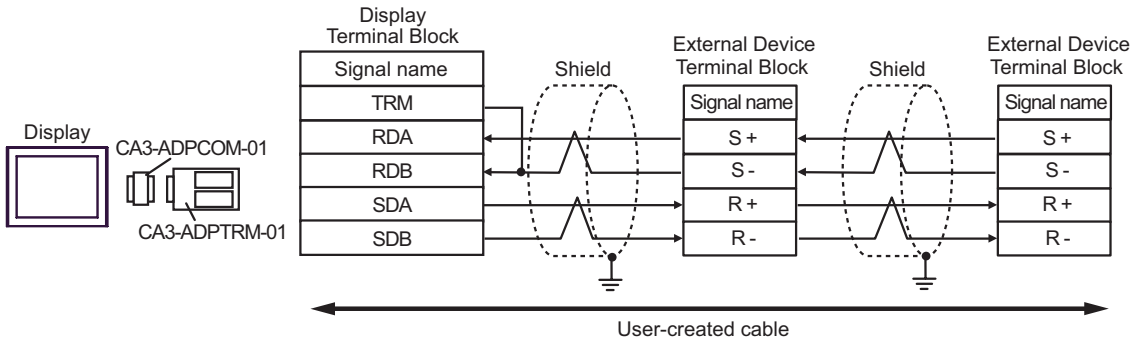 Display
CA3-ADPCOM-01
CA3-ADPTRM-01
Display
Terminal Block
Signal name
TRM
RDA
RDB
SDA
SDB
Shield
External Device
Terminal Block
Signal name
S +
S -
R +
R -
Shield
External Device
Terminal Block
Signal name
S +
S -
R +
R -
User-created cable